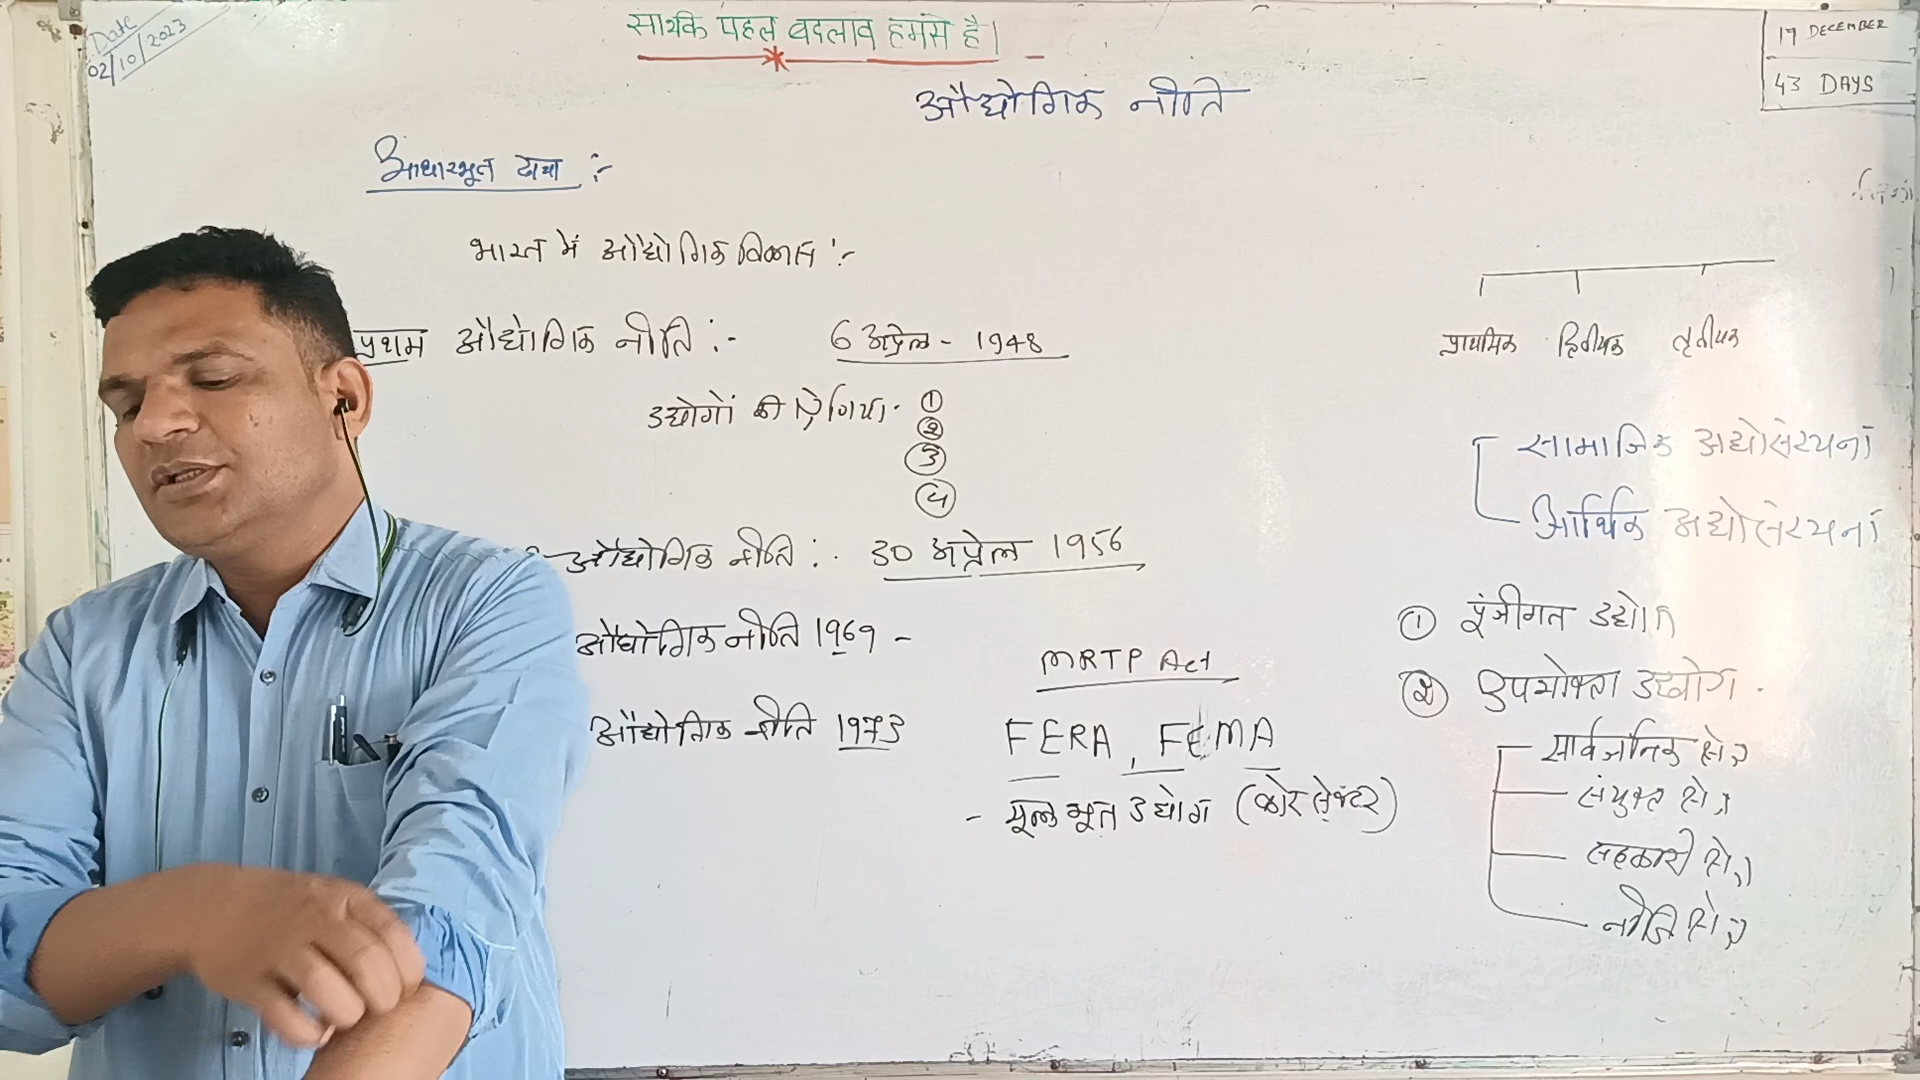 Date
02/10/2023
सार्थक पहल बदलाव हमसे है।
17 DECEMBER
43 DAYS
औद्योगिक नीति
आधारभूत ढाचा :-
भारत में औद्योगिक विकास :-
प्रथम औद्योगिक नीति :- 6 अप्रेल - 1948
उद्योगों की श्रेणिया. ①
②
③
④
औद्योगिक नीति :. 30 अप्रेल 1956
औद्योगिक नीति 1969 -
MRTP Act
औद्योगिक नीति 1973
FERA, FEMA
- मूलभूत उद्योग (कोर सेक्टर)
प्राथमिक द्वितीयक तृतीयक
सामाजिक अधोसंरचना
आर्थिक अधोसंरचना
① पूंजीगत उद्योग
② उपभोक्ता उद्योग .
सार्वजनिक क्षेत्र
संयुक्त क्षेत्र
सहकारी क्षेत्र
नीजि क्षेत्र